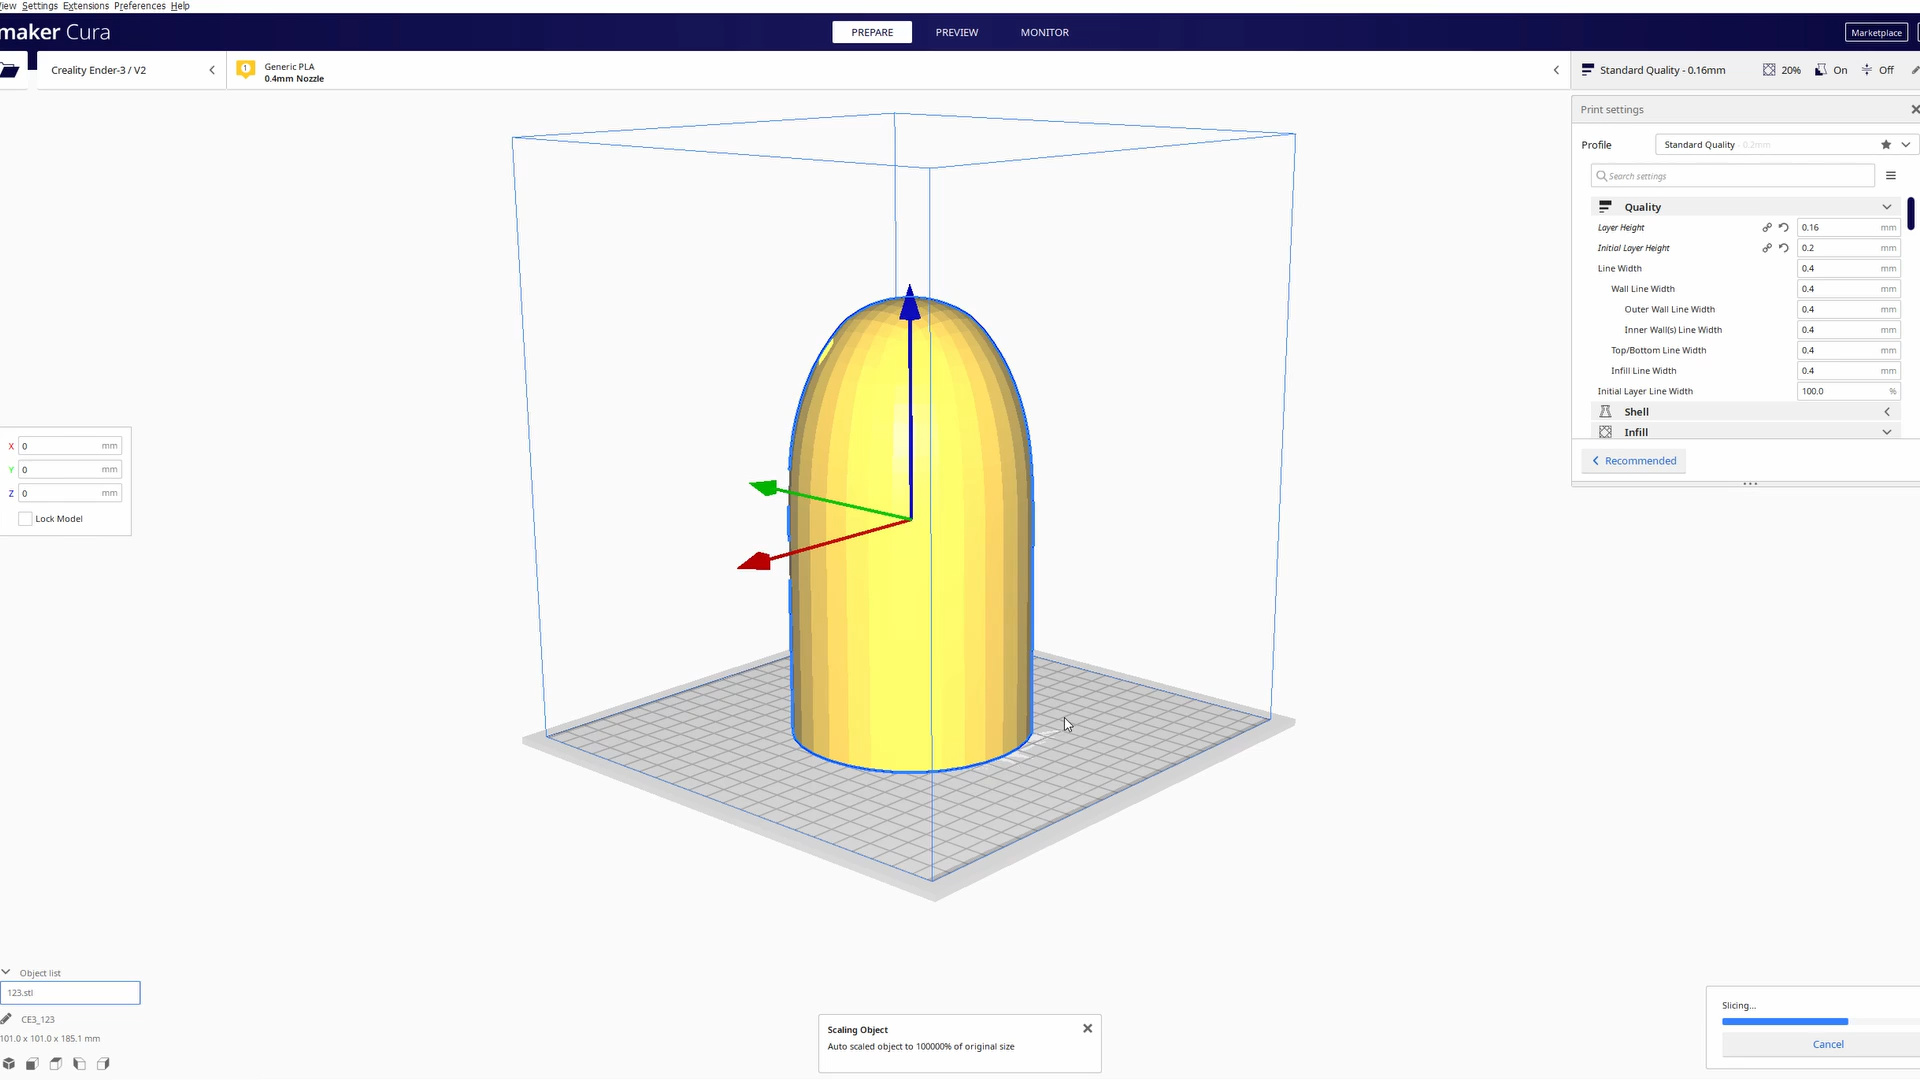 iew Settings Extensions Preferences Help
maker Cura
PREPARE PREVIEW MONITOR
Marketplace
Creality Ender-3 / V2
1
Generic PLA
0.4mm Nozzle
Standard Quality - 0.16mm
20%
On
Off
Print settings
Profile
Standard Quality - 0.2mm
Search settings
Quality
Layer Height 0.16 mm
Initial Layer Height 0.2 mm
Line Width 0.4 mm
Wall Line Width 0.4 mm
Outer Wall Line Width 0.4 mm
Inner Wall(s) Line Width 0.4 mm
Top/Bottom Line Width 0.4 mm
Infill Line Width 0.4 mm
Initial Layer Line Width 100.0 %
Shell
Infill
Recommended
X 0 mm
Y 0 mm
Z 0 mm
Lock Model
Object list
123.stl
CE3_123
101.0 x 101.0 x 185.1 mm
Scaling Object
Auto scaled object to 100000% of original size
Slicing...
Cancel